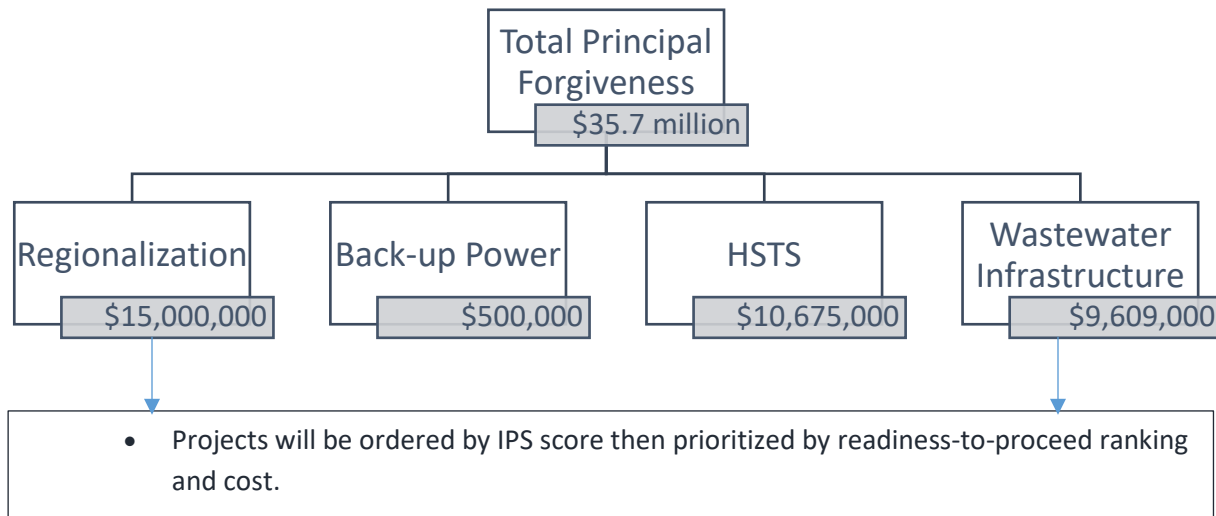 Total Principal
Forgiveness
$35.7 million
Regionalization
$15,000,000
Back-up Power
$500,000
HSTS
$10,675,000
Wastewater
Infrastructure
$9,609,000
• Projects will be ordered by IPS score then prioritized by readiness-to-proceed ranking
and cost.